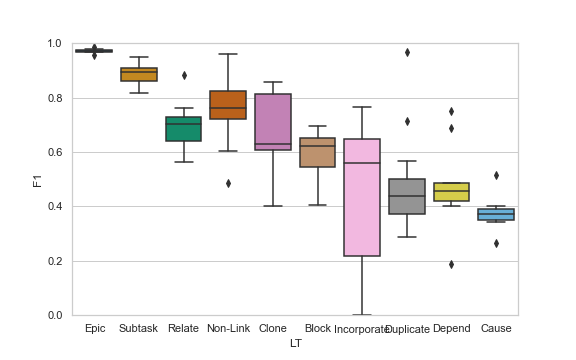 1.0
0.8
0.6
0.4
0.2
0.0
F1
Epic Subtask Relate Non-Link Clone Block Incorporate Duplicate Depend Cause
LT